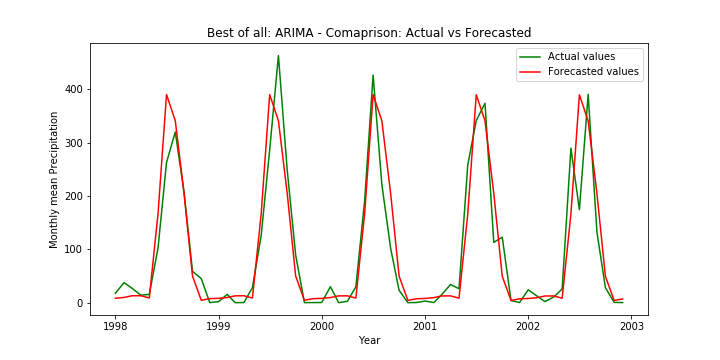 Best of all: ARIMA - Comaprison: Actual vs Forecasted
Actual values
Forecasted values
Monthly mean Precipitation
400
300
200
100
0
1998 1999 2000 2001 2002 2003
Year